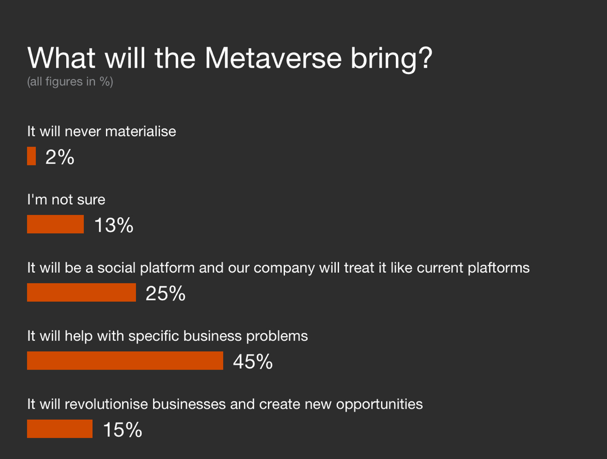 What will the Metaverse bring?
(all figures in %)
It will never materialise
2%
I'm not sure
13%
It will be a social platform and our company will treat it like current plaftorms
25%
It will help with specific business problems
45%
It will revolutionise businesses and create new opportunities
15%